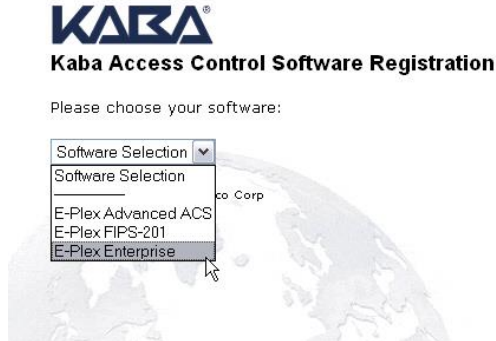 KABA®
Kaba Access Control Software Registration
Please choose your software:
Software Selection
Software Selection
co Corp
E-Plex Advanced ACS
E-Plex FIPS-201
E-Plex Enterprise